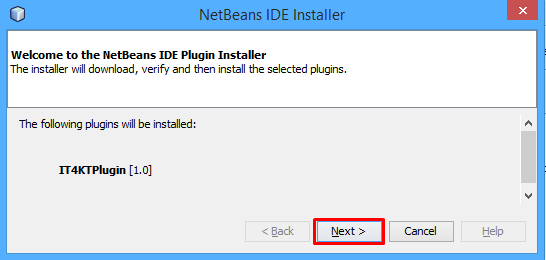 NetBeans IDE Installer
Welcome to the NetBeans IDE Plugin Installer
The installer will download, verify and then install the selected plugins.
The following plugins will be installed:
IT4KTPlugin [1.0]
< Back Next > Cancel Help